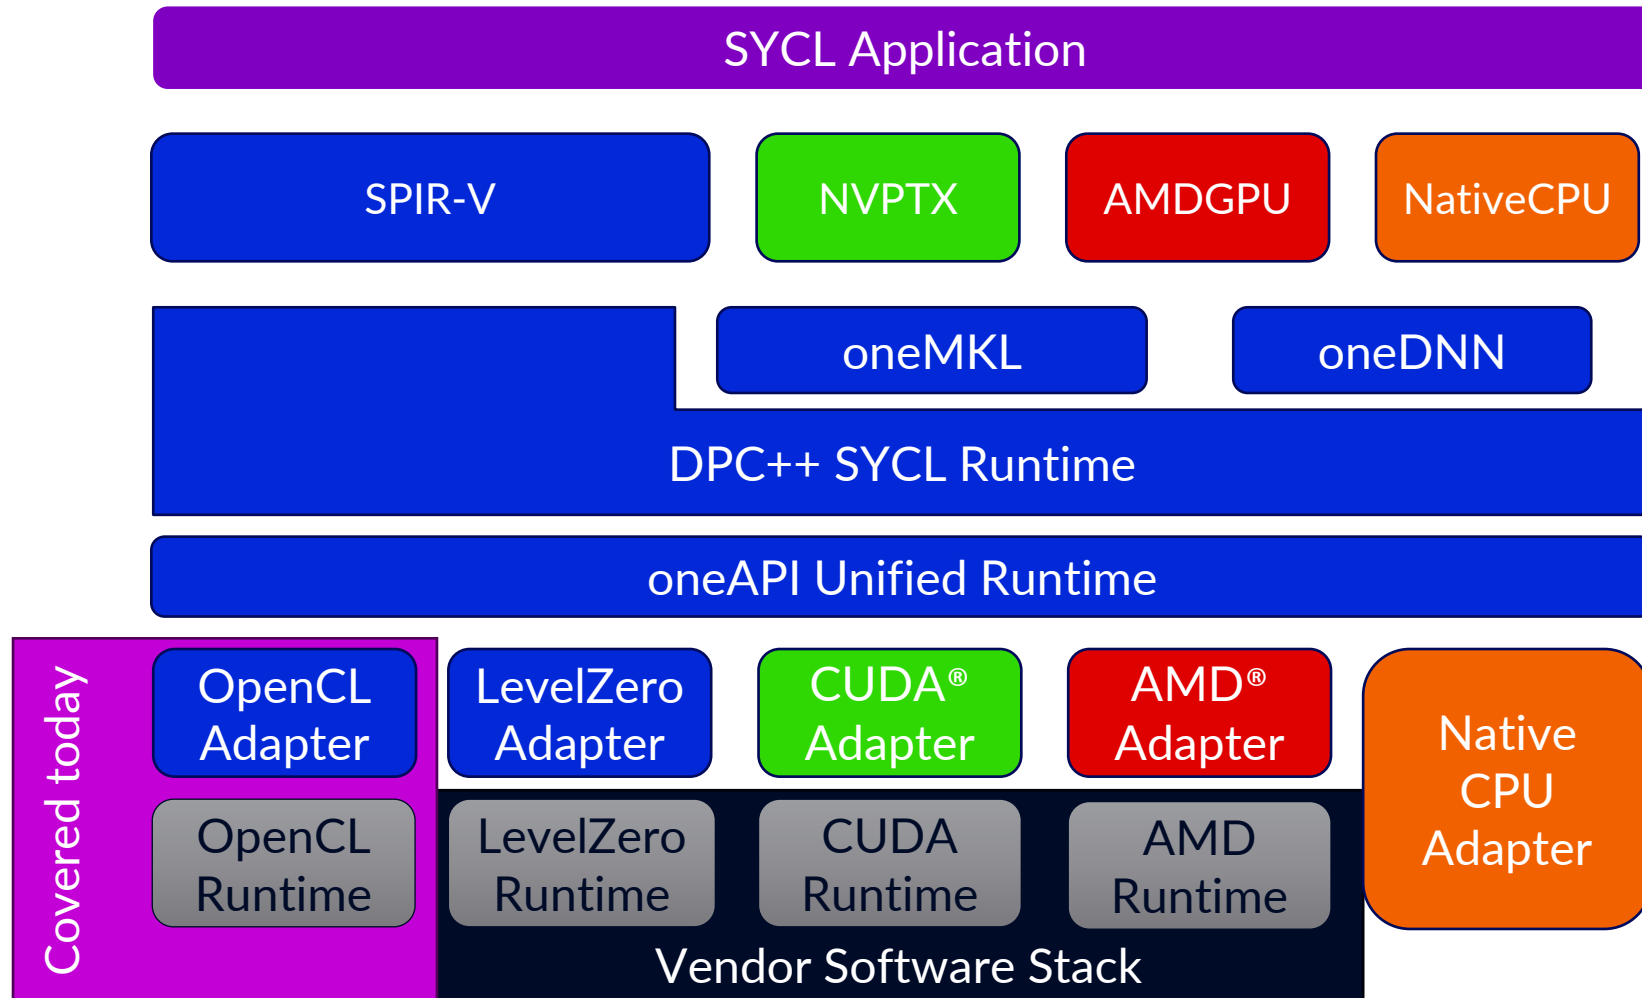 SYCL Application
SPIR-V
NVPTX
AMDGPU
NativeCPU
oneMKL
oneDNN
DPC++ SYCL Runtime
oneAPI Unified Runtime
Covered today
OpenCL
Adapter
LevelZero
Adapter
CUDA®
Adapter
AMD®
Adapter
Native
CPU
Adapter
OpenCL
Runtime
LevelZero
Runtime
CUDA
Runtime
AMD
Runtime
Vendor Software Stack